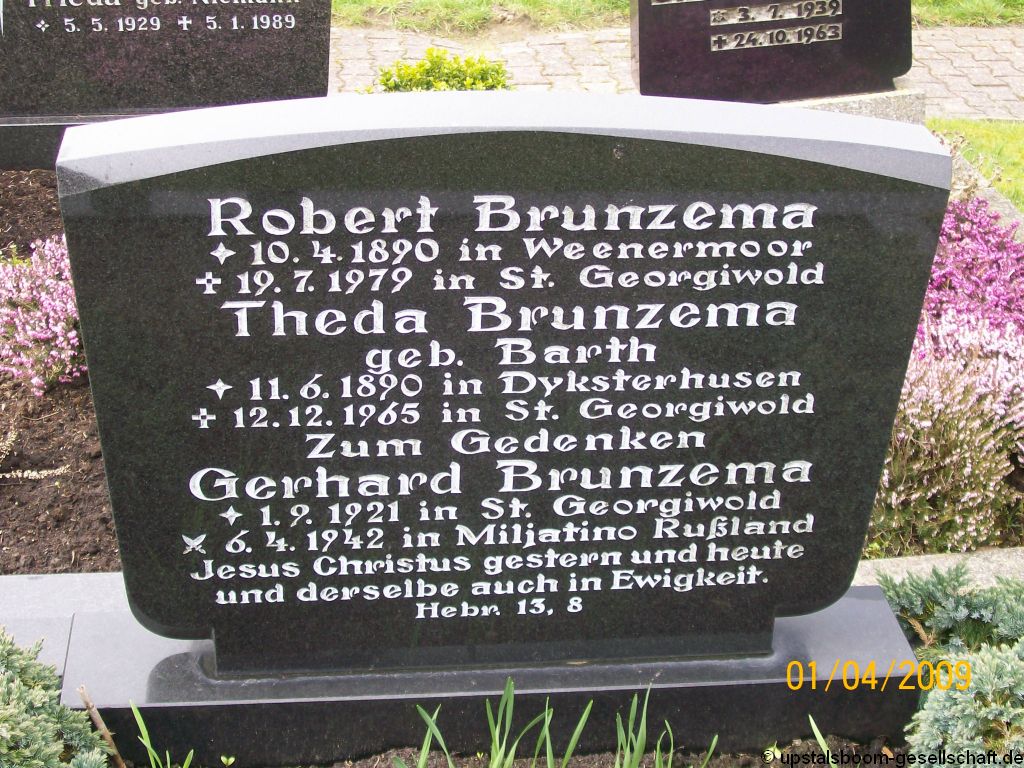 geb. Niemann
✧ 5. 5. 1929 ✝ 5. 1. 1989
✧ 3. 7. 1939
✝ 24. 10. 1963
Robert Brunzema
✦ 10. 4. 1890 in Weenermoor
✝ 19. 7. 1979 in St. Georgiwold
Theda Brunzema
geb. Barth
✦ 11. 6. 1890 in Dyksterhusen
✝ 12. 12. 1965 in St. Georgiwold
Zum Gedenken
Gerhard Brunzema
✦ 1. 9. 1921 in St. Georgiwold
⚔ 6. 4. 1942 in Miljatino Rußland
Jesus Christus gestern und heute
und derselbe auch in Ewigkeit.
Hebr. 13, 8
01/04/2009
© upstalsboom-gesellschaft.de